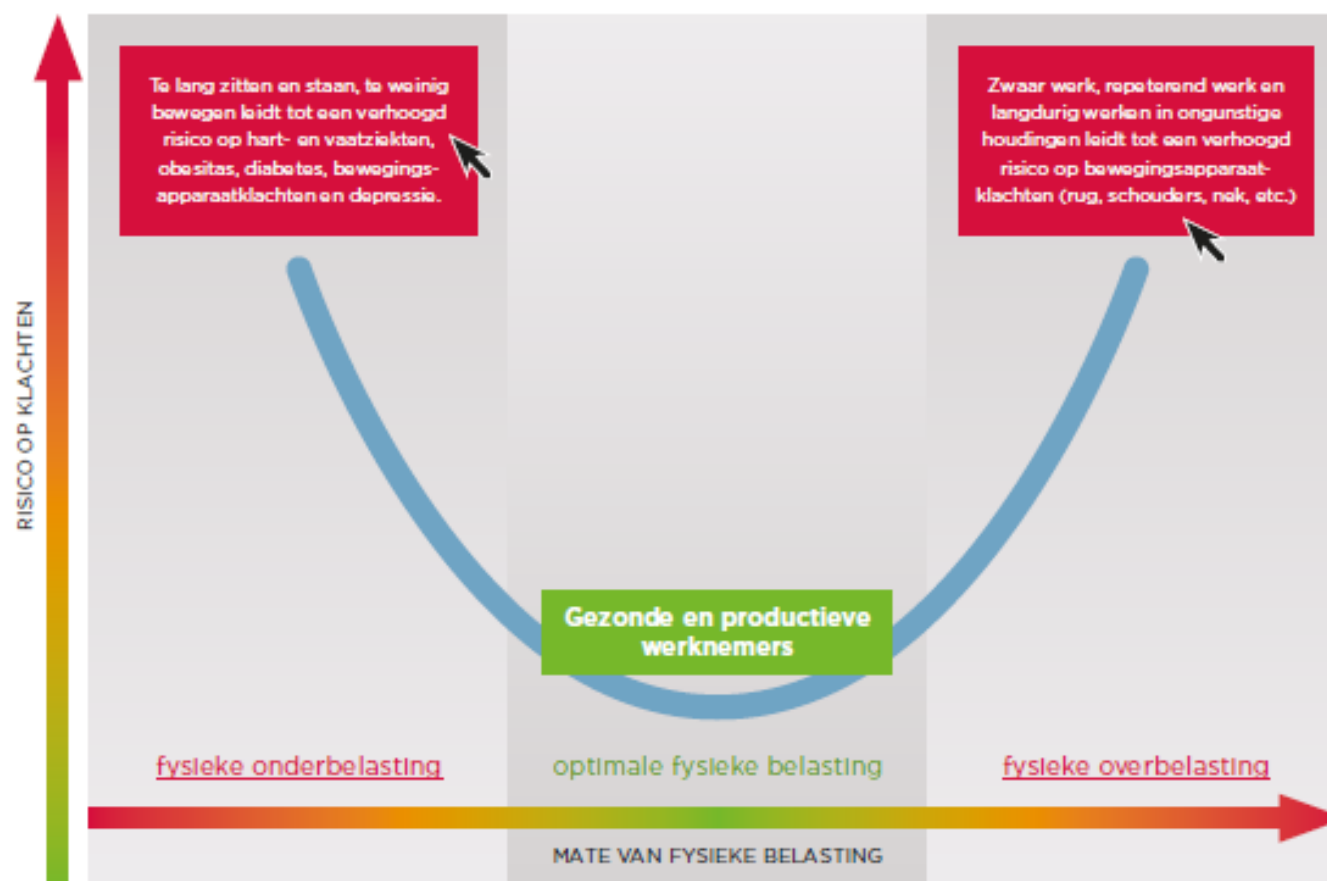 Te lang zitten en staan, te weinig
bewegen leidt tot een verhoogd
risico op hart- en vaatziekten,
obesitas, diabetes, bewegings-
apparaatklachten en depressie.
Zwaar werk, repeterend werk en
langdurig werken in ongunstige
houdingen leidt tot een verhoogd
risico op bewegingsapparaat-
klachten (rug, schouders, nek, etc.)
RISICO OP KLACHTEN
Gezonde en productieve
werknemers
fysieke onderbelasting
optimale fysieke belasting
fysieke overbelasting
MATE VAN FYSIEKE BELASTING